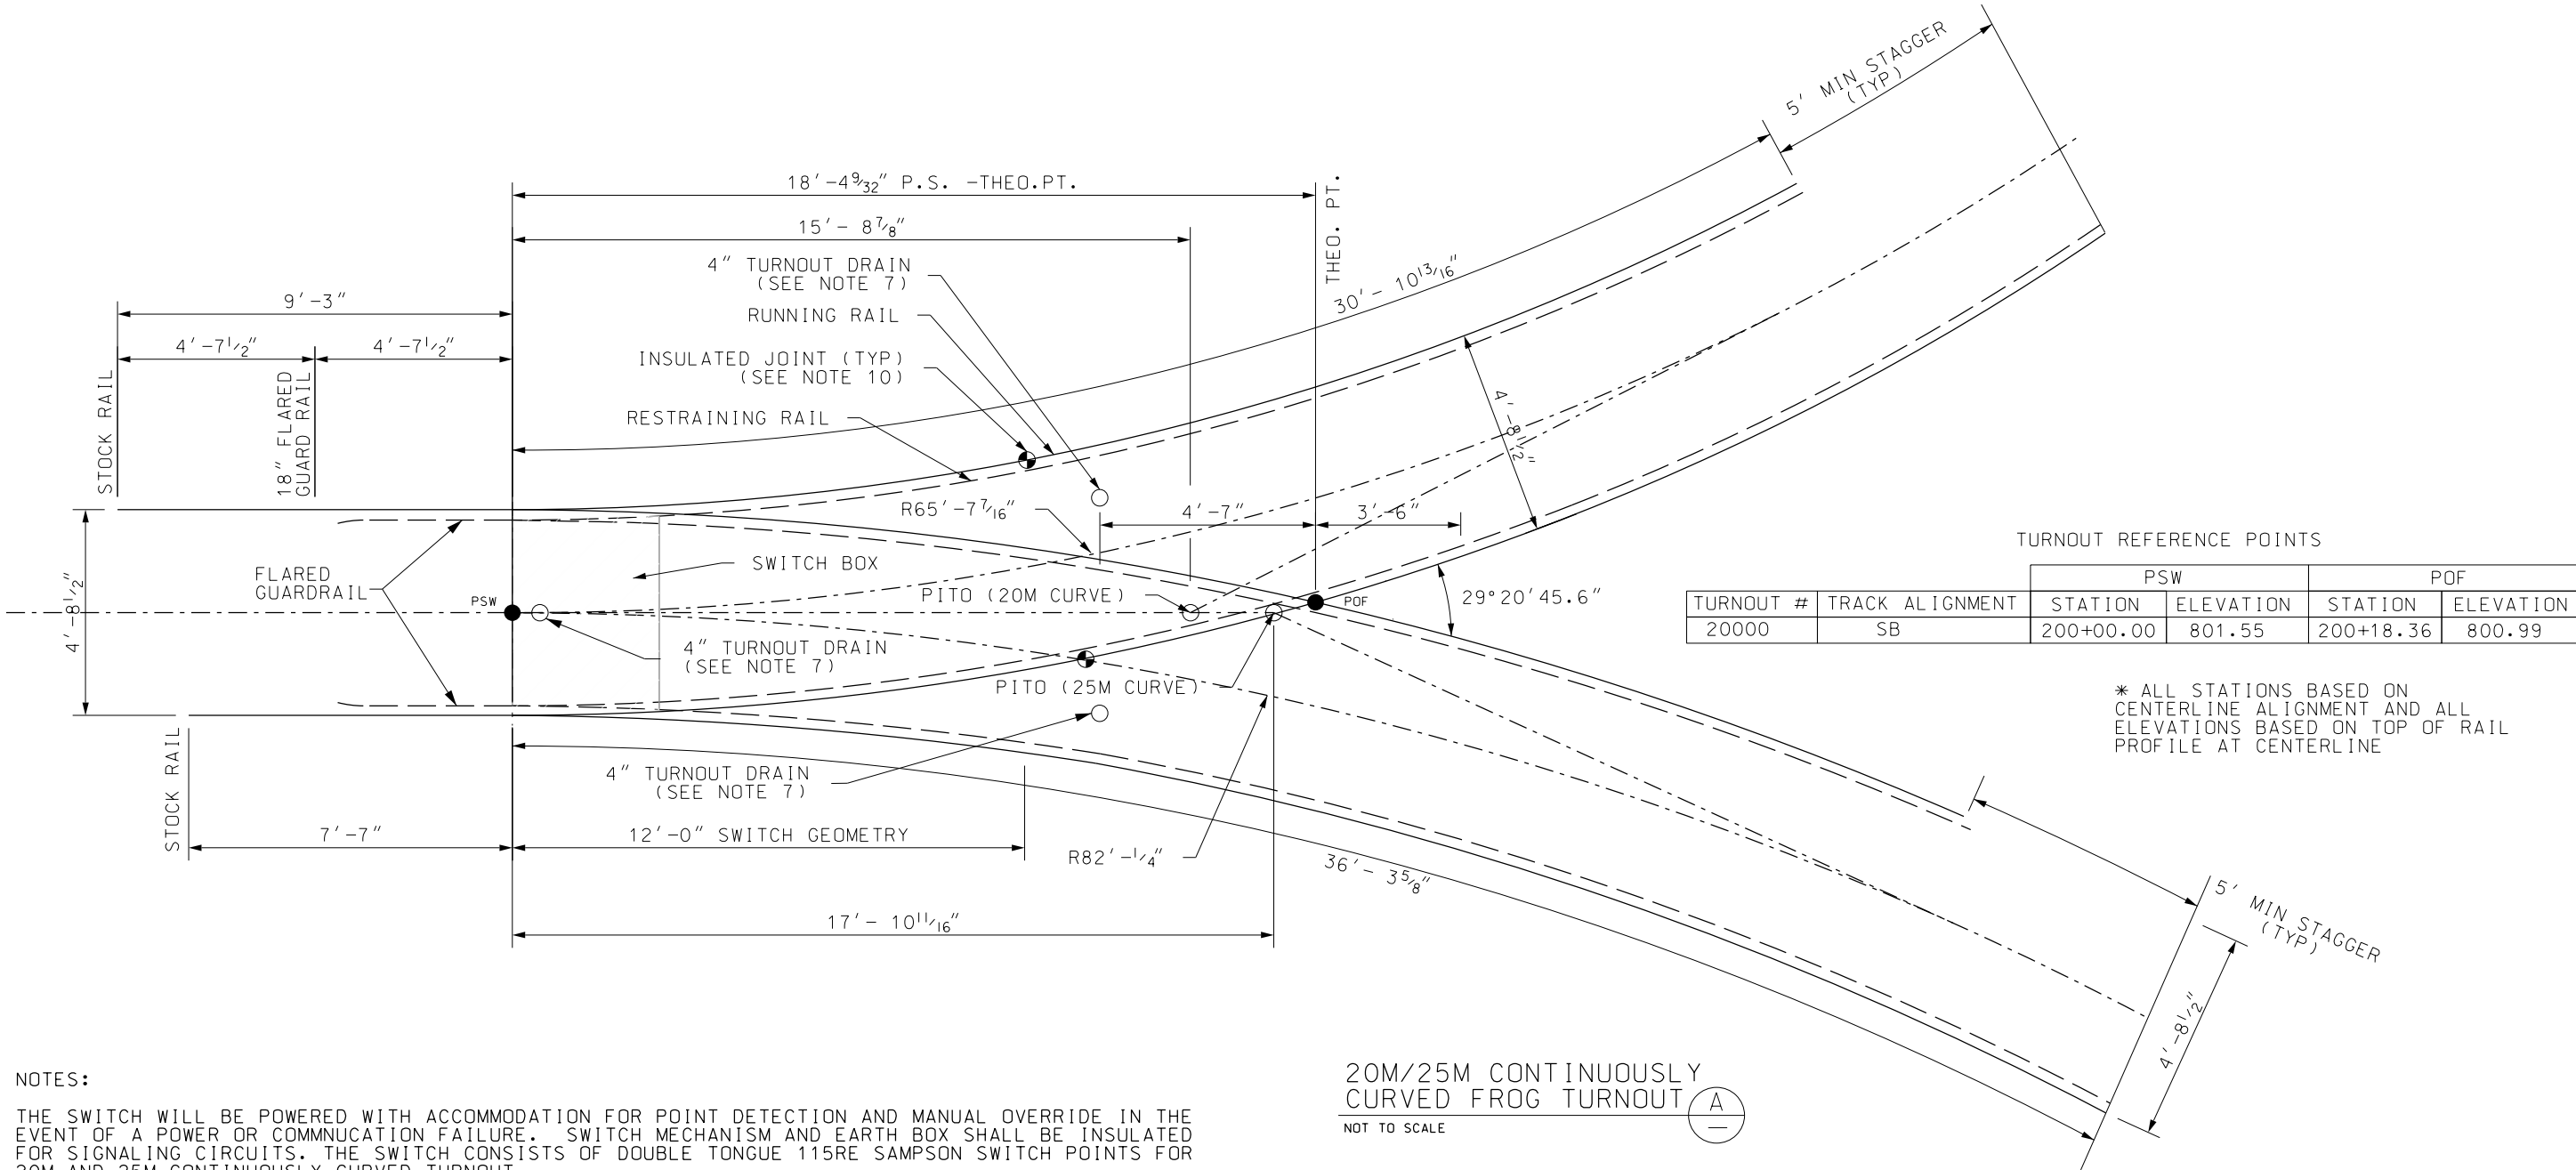 5' MIN STAGGER
(TYP)
18'-4 9/32" P.S. -THEO.PT.
THEO. PT.
15'- 8 7/8"
4" TURNOUT DRAIN
(SEE NOTE 7)
9'-3"
30'- 10 13/16"
RUNNING RAIL
4'-7 1/2"
4'-7 1/2"
INSULATED JOINT (TYP)
(SEE NOTE 10)
STOCK RAIL
18" FLARED
GUARD RAIL
RESTRAINING RAIL
4'-8 1/2"
R65'-7 7/16"
4'-7"
3'-6"
TURNOUT REFERENCE POINTS
SWITCH BOX
FLARED
GUARDRAIL
PSW
PITO (20M CURVE)
POF
29°20'45.6"
4'-8 1/2"
PSW POF
TURNOUT # TRACK ALIGNMENT STATION ELEVATION STATION ELEVATION
20000 SB 200+00.00 801.55 200+18.36 800.99
4" TURNOUT DRAIN
(SEE NOTE 7)
PITO (25M CURVE)
* ALL STATIONS BASED ON
CENTERLINE ALIGNMENT AND ALL
ELEVATIONS BASED ON TOP OF RAIL
PROFILE AT CENTERLINE
STOCK RAIL
4" TURNOUT DRAIN
(SEE NOTE 7)
7'-7"
12'-0" SWITCH GEOMETRY
R82'-1/4"
36'- 3 5/8"
17'- 10 11/16"
5' MIN STAGGER
(TYP)
4'-8 1/2"
NOTES:
THE SWITCH WILL BE POWERED WITH ACCOMMODATION FOR POINT DETECTION AND MANUAL OVERRIDE IN THE
EVENT OF A POWER OR COMMNUCATION FAILURE. SWITCH MECHANISM AND EARTH BOX SHALL BE INSULATED
FOR SIGNALING CIRCUITS. THE SWITCH CONSISTS OF DOUBLE TONGUE 115RE SAMPSON SWITCH POINTS FOR
20M AND 25M CONTINUOUSLY CURVED TURNOUT
20M/25M CONTINUOUSLY
CURVED FROG TURNOUT
A
NOT TO SCALE